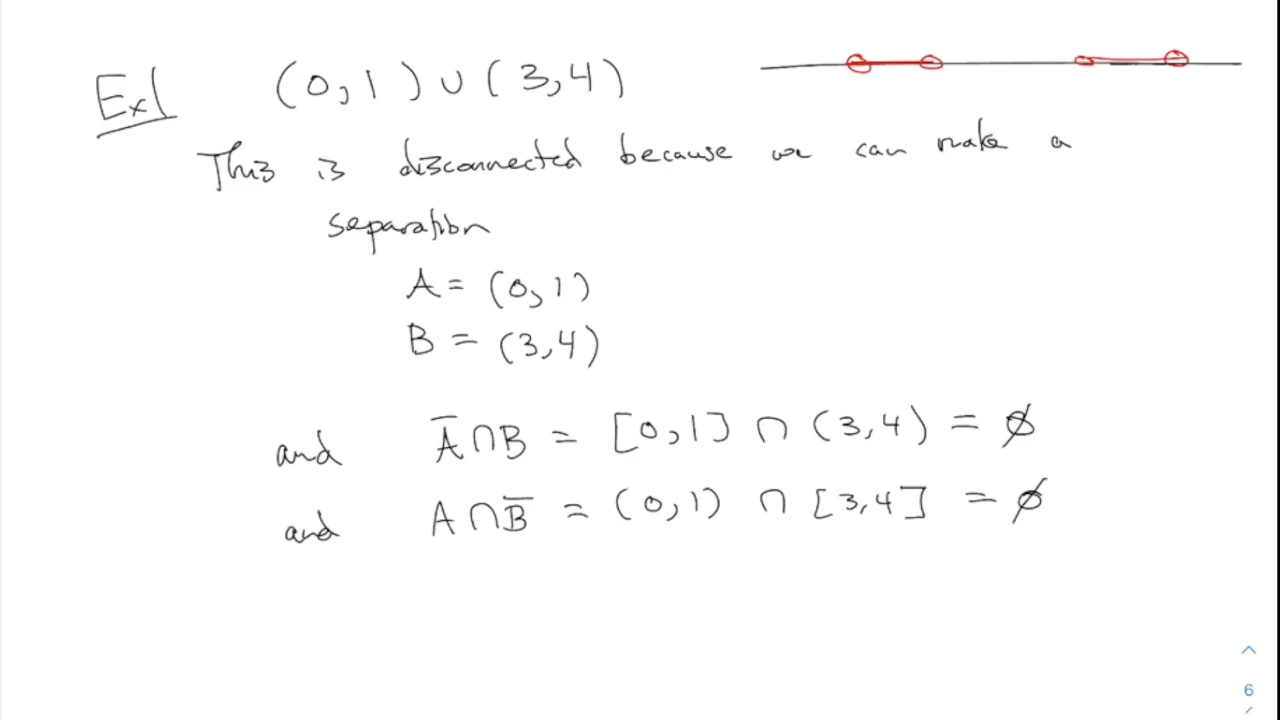 Ex1 (0,1) ∪ (3,4)
This is disconnected because we can make a
separation
A = (0,1)
B = (3,4)
and A̅ ∩ B = [0,1] ∩ (3,4) = ∅
and A ∩ B̅ = (0,1) ∩ [3,4] = ∅
6